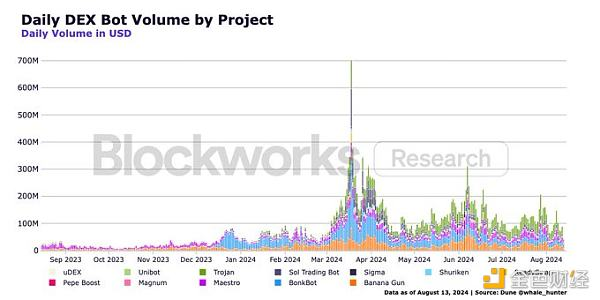 Daily DEX Bot Volume by Project
Daily Volume in USD
700M
600M
500M
400M
300M
200M
100M
0
Blockworks Research
Sep 2023 Oct 2023 Nov 2023 Dec 2023 Jan 2024 Feb 2024 Mar 2024 Apr 2024 May 2024 Jun 2024 Jul 2024 Aug 2024
uDEX Unibot Trojan Sol Trading Bot Sigma Shuriken
Pepe Boost Magnum Maestro BonkBot Banana Gun
Data as of August 13, 2024 | Source: Dune @whale_hunter
金色财经